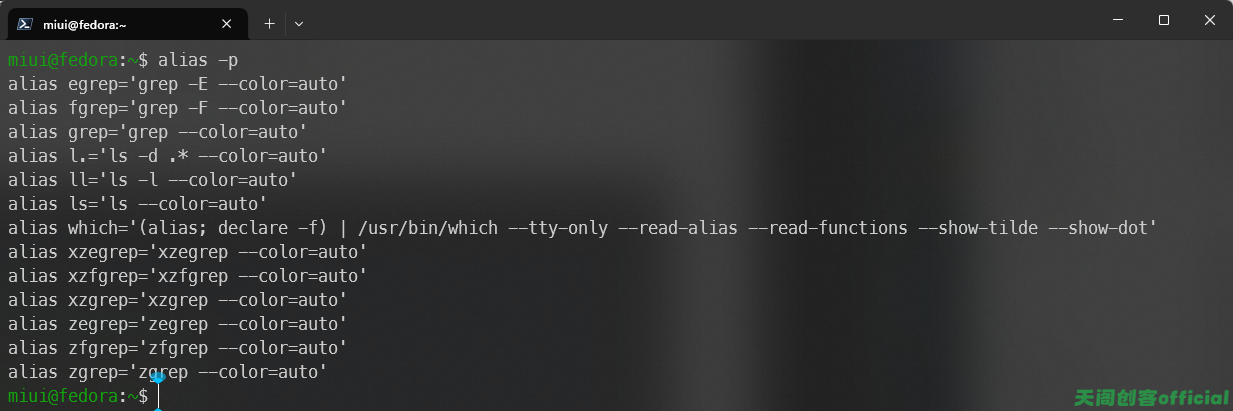 miui@fedora:~
miui@fedora:~$ alias -p
alias egrep='grep -E --color=auto'
alias fgrep='grep -F --color=auto'
alias grep='grep --color=auto'
alias l.='ls -d .* --color=auto'
alias ll='ls -l --color=auto'
alias ls='ls --color=auto'
alias which='(alias; declare -f) | /usr/bin/which --tty-only --read-alias --read-functions --show-tilde --show-dot'
alias xzegrep='xzegrep --color=auto'
alias xzfgrep='xzfgrep --color=auto'
alias xzgrep='xzgrep --color=auto'
alias zegrep='zegrep --color=auto'
alias zfgrep='zfgrep --color=auto'
alias zgrep='zgrep --color=auto'
miui@fedora:~$
天阁创客official